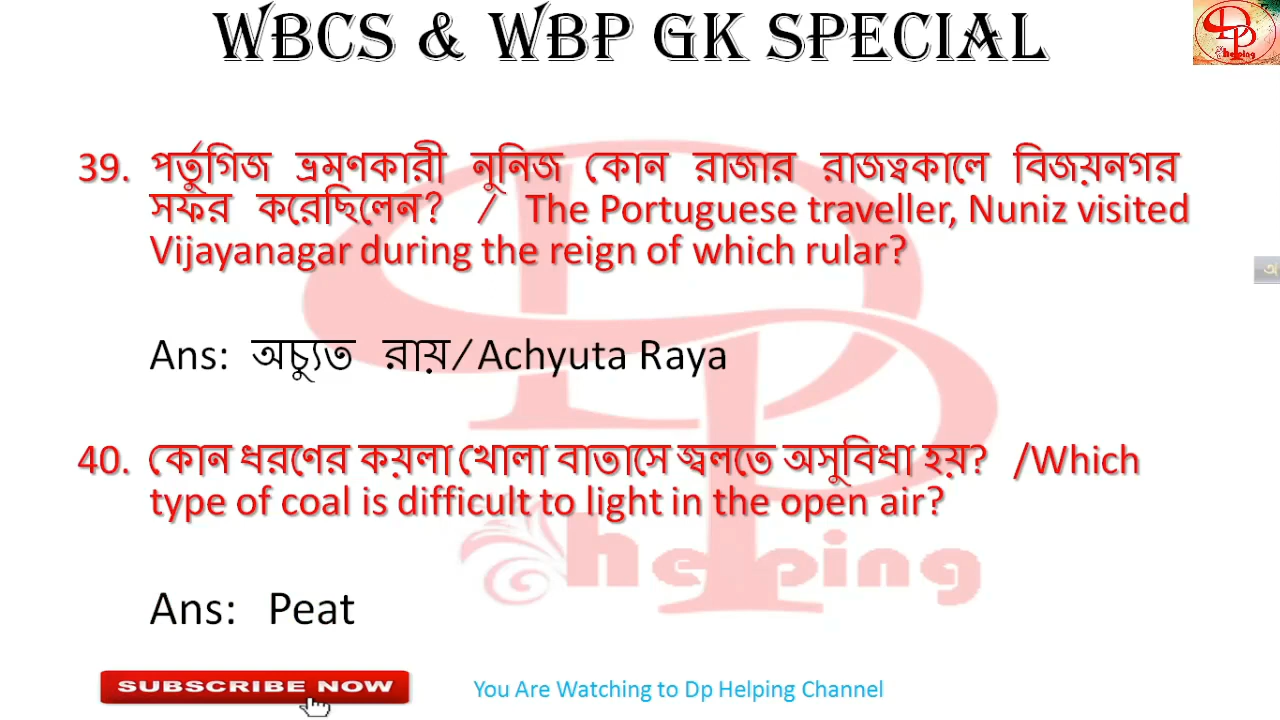 WBCS & WBP GK SPECIAL
DP helping
39. পর্তুগিজ ভ্রমণকারী নুনিজ কোন রাজার রাজত্বকালে বিজয়নগর
সফর করেছিলেন? / The Portuguese traveller, Nuniz visited
Vijayanagar during the reign of which rular?
অ
Ans: অচ্যুত রায়/Achyuta Raya
40. কোন ধরণের কয়লা খোলা বাতাসে জ্বলতে অসুবিধা হয়? /Which
type of coal is difficult to light in the open air?
helping
Ans: Peat
SUBSCRIBE NOW
You Are Watching to Dp Helping Channel